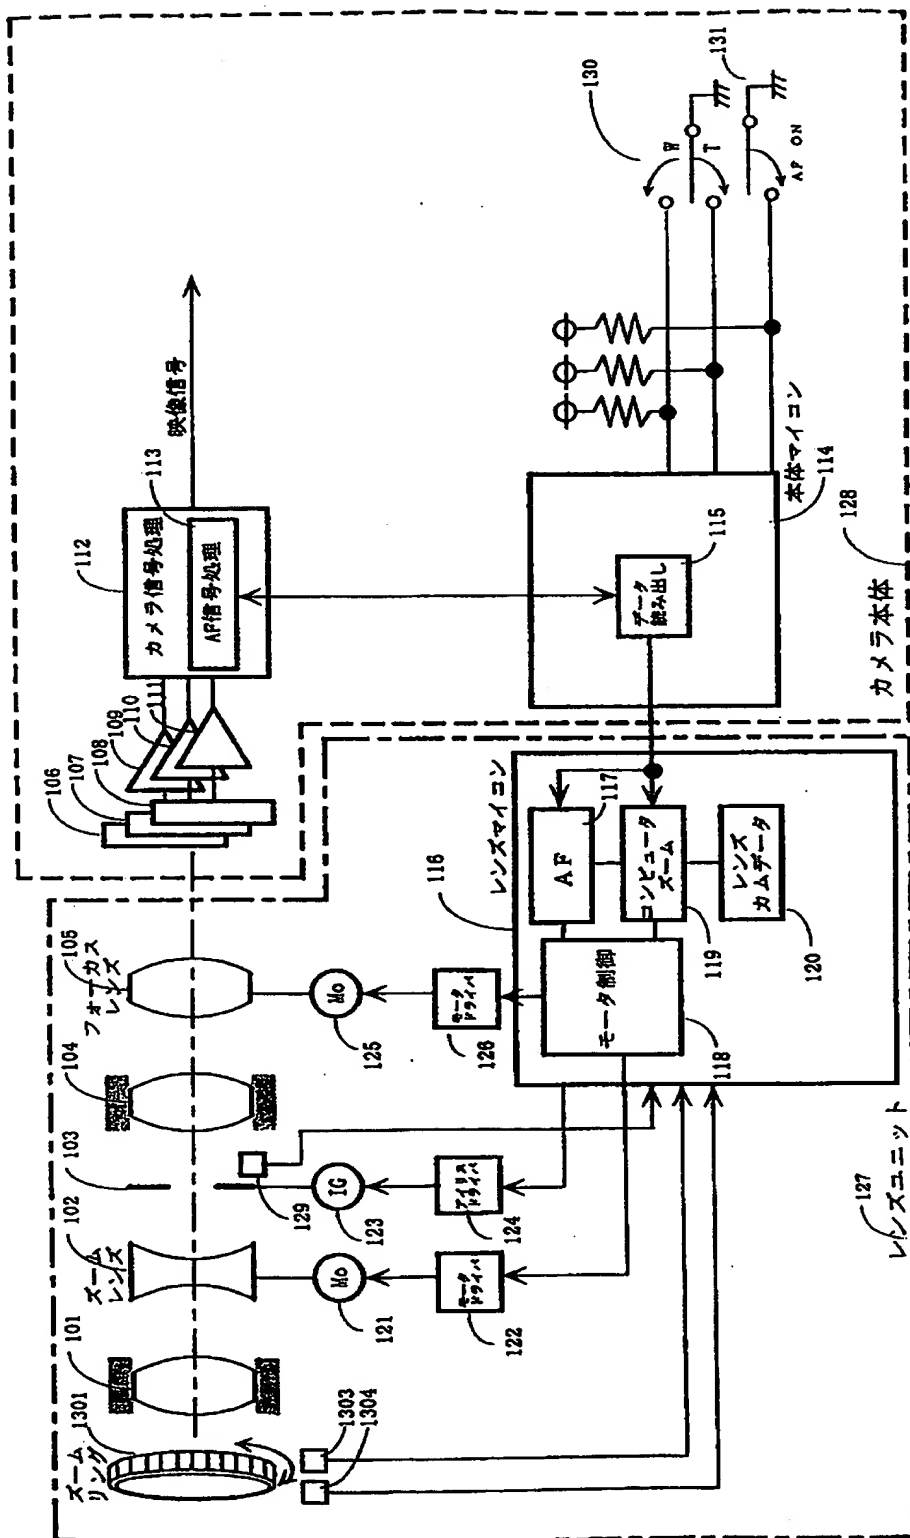 ズーム
リング
1301
101
ズーム
レンズ
102
103
104
フォーカス
レンズ
105
106
107
108
109
110
111
112
カメラ信号処理
113
AF信号処理
映像信号
1303
1304
Mo
121
129
IG
123
Mo
125
モータ
ドライバ
122
アイリス
ドライバ
124
モータ
ドライバ
126
116
レンズマイコン
モータ制御
118
AF
117
コンピュータ
ズーム
119
レンズ
カムデータ
120
127
レンズユニット
データ
読み出し
115
本体マイコン
114
128
カメラ本体
130
W
T
131
AF ON